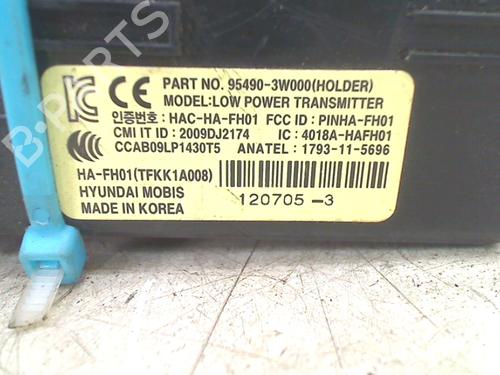 PART NO. 95490-3W000(HOLDER)
MODEL:LOW POWER TRANSMITTER
인증번호: HAC-HA-FH01 FCC ID : PINHA-FH01
CMI IT ID : 2009DJ2174 IC : 4018A-HAFH01
CCAB09LP1430T5 ANATEL : 1793-11-5696
HA-FH01(TFKK1A008)
HYUNDAI MOBIS
MADE IN KOREA
120705 -3
B-PARTS